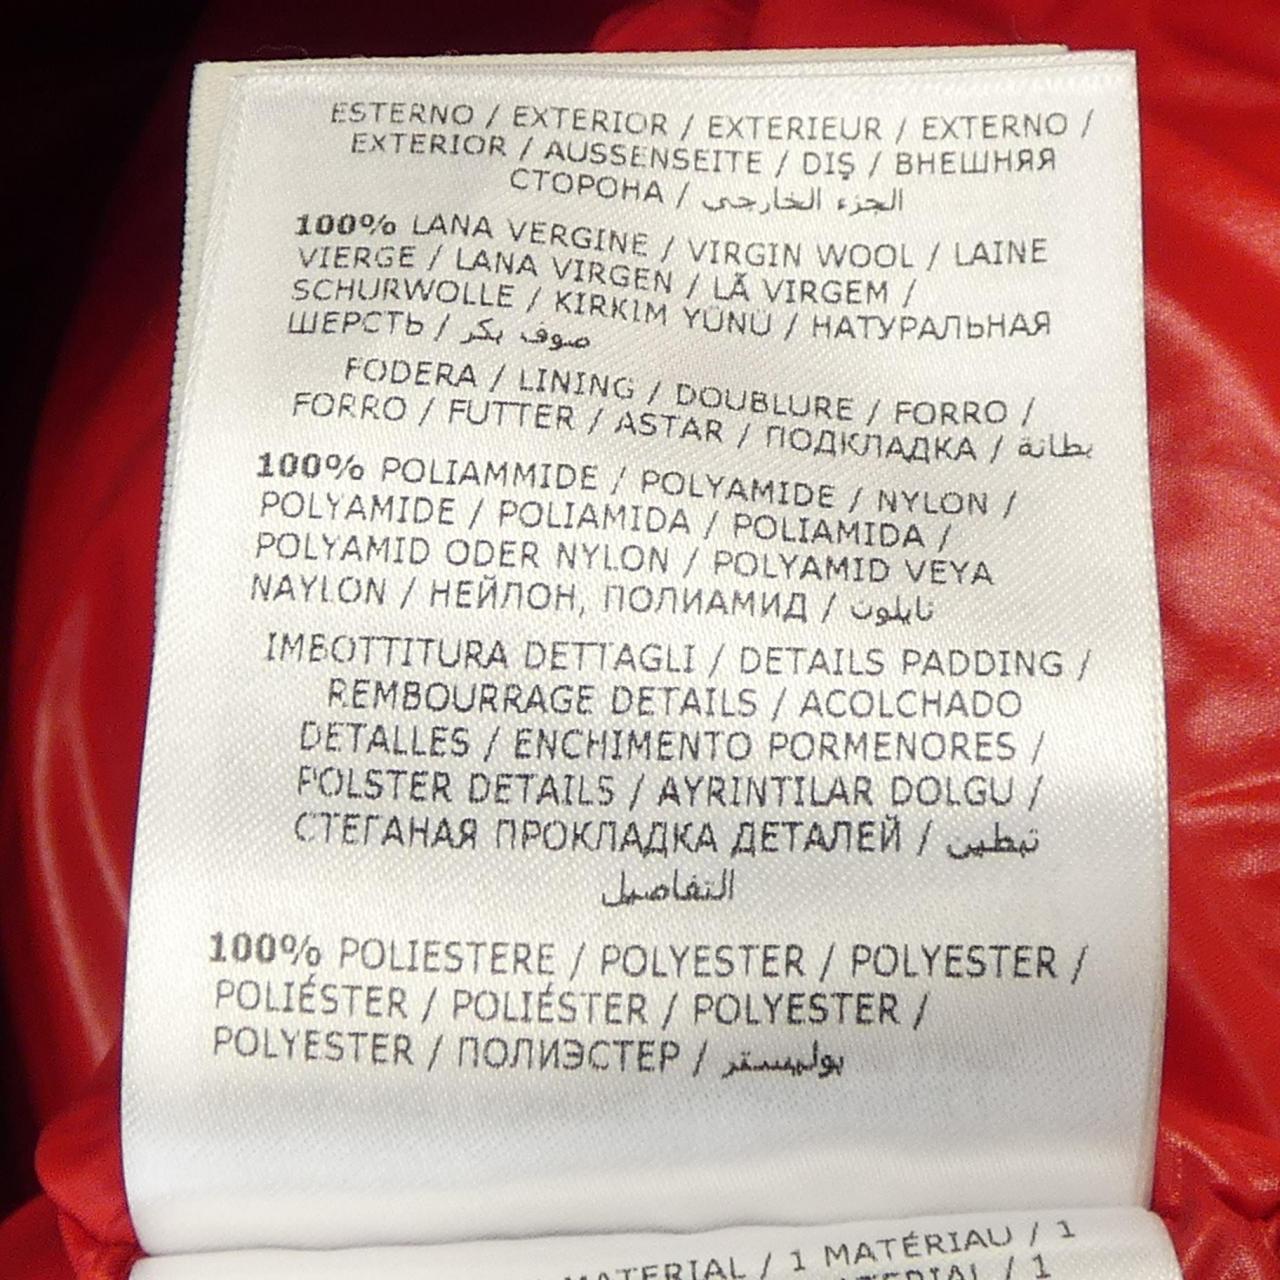 ESTERNO / EXTERIOR / EXTERIEUR / EXTERNO /
EXTERIOR / AUSSENSEITE / DIŞ / ВНЕШНЯЯ
СТОРОНА / الجزء الخارجي
100% LANA VERGINE / VIRGIN WOOL / LAINE
VIERGE / LANA VIRGEN / LÃ VIRGEM /
SCHURWOLLE / KIRKIM YÜNÜ / НАТУРАЛЬНАЯ
ШЕРСТЬ / صوف بكر
FODERA / LINING / DOUBLURE / FORRO /
FORRO / FUTTER / ASTAR / ПОДКЛАДКА / بطانة
100% POLIAMMIDE / POLYAMIDE / NYLON /
POLYAMIDE / POLIAMIDA / POLIAMIDA /
POLYAMID ODER NYLON / POLYAMID VEYA
NAYLON / НЕЙЛОН, ПОЛИАМИД / نايلون
IMBOTTITURA DETTAGLI / DETAILS PADDING /
REMBOURRAGE DETAILS / ACOLCHADO
DETALLES / ENCHIMENTO PORMENORES /
POLSTER DETAILS / AYRINTILAR DOLGU /
СТЕГАНАЯ ПРОКЛАДКА ДЕТАЛЕЙ / تبطين
التفاصيل
100% POLIESTERE / POLYESTER / POLYESTER /
POLIÉSTER / POLIÉSTER / POLYESTER /
POLYESTER / ПОЛИЭСТЕР / بوليستر
MATERIAL / 1 MATÉRIAU / 1
/ 1